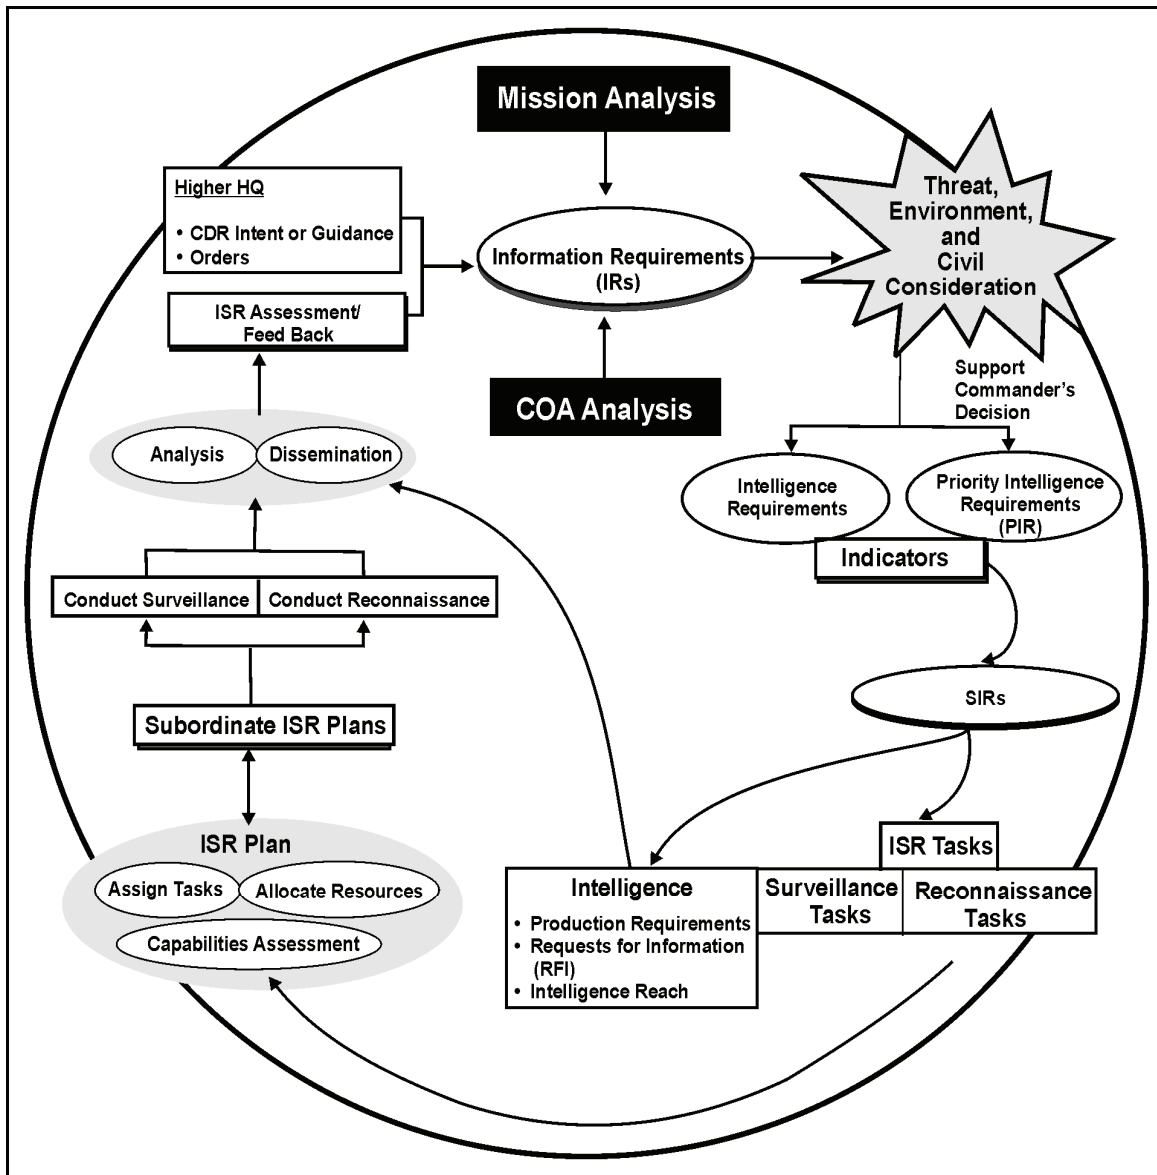 Mission Analysis
Higher HQ
• CDR Intent or Guidance
• Orders
ISR Assessment/
Feed Back
Information Requirements
(IRs)
COA Analysis
Threat,
Environment,
and
Civil
Consideration
Support
Commander's
Decision
Analysis
Dissemination
Intelligence
Requirements
Priority Intelligence
Requirements
(PIR)
Indicators
Conduct Surveillance
Conduct Reconnaissance
SIRs
Subordinate ISR Plans
ISR Plan
Assign Tasks
Allocate Resources
Capabilities Assessment
ISR Tasks
Intelligence
• Production Requirements
• Requests for Information
(RFI)
• Intelligence Reach
Surveillance
Tasks
Reconnaissance
Tasks